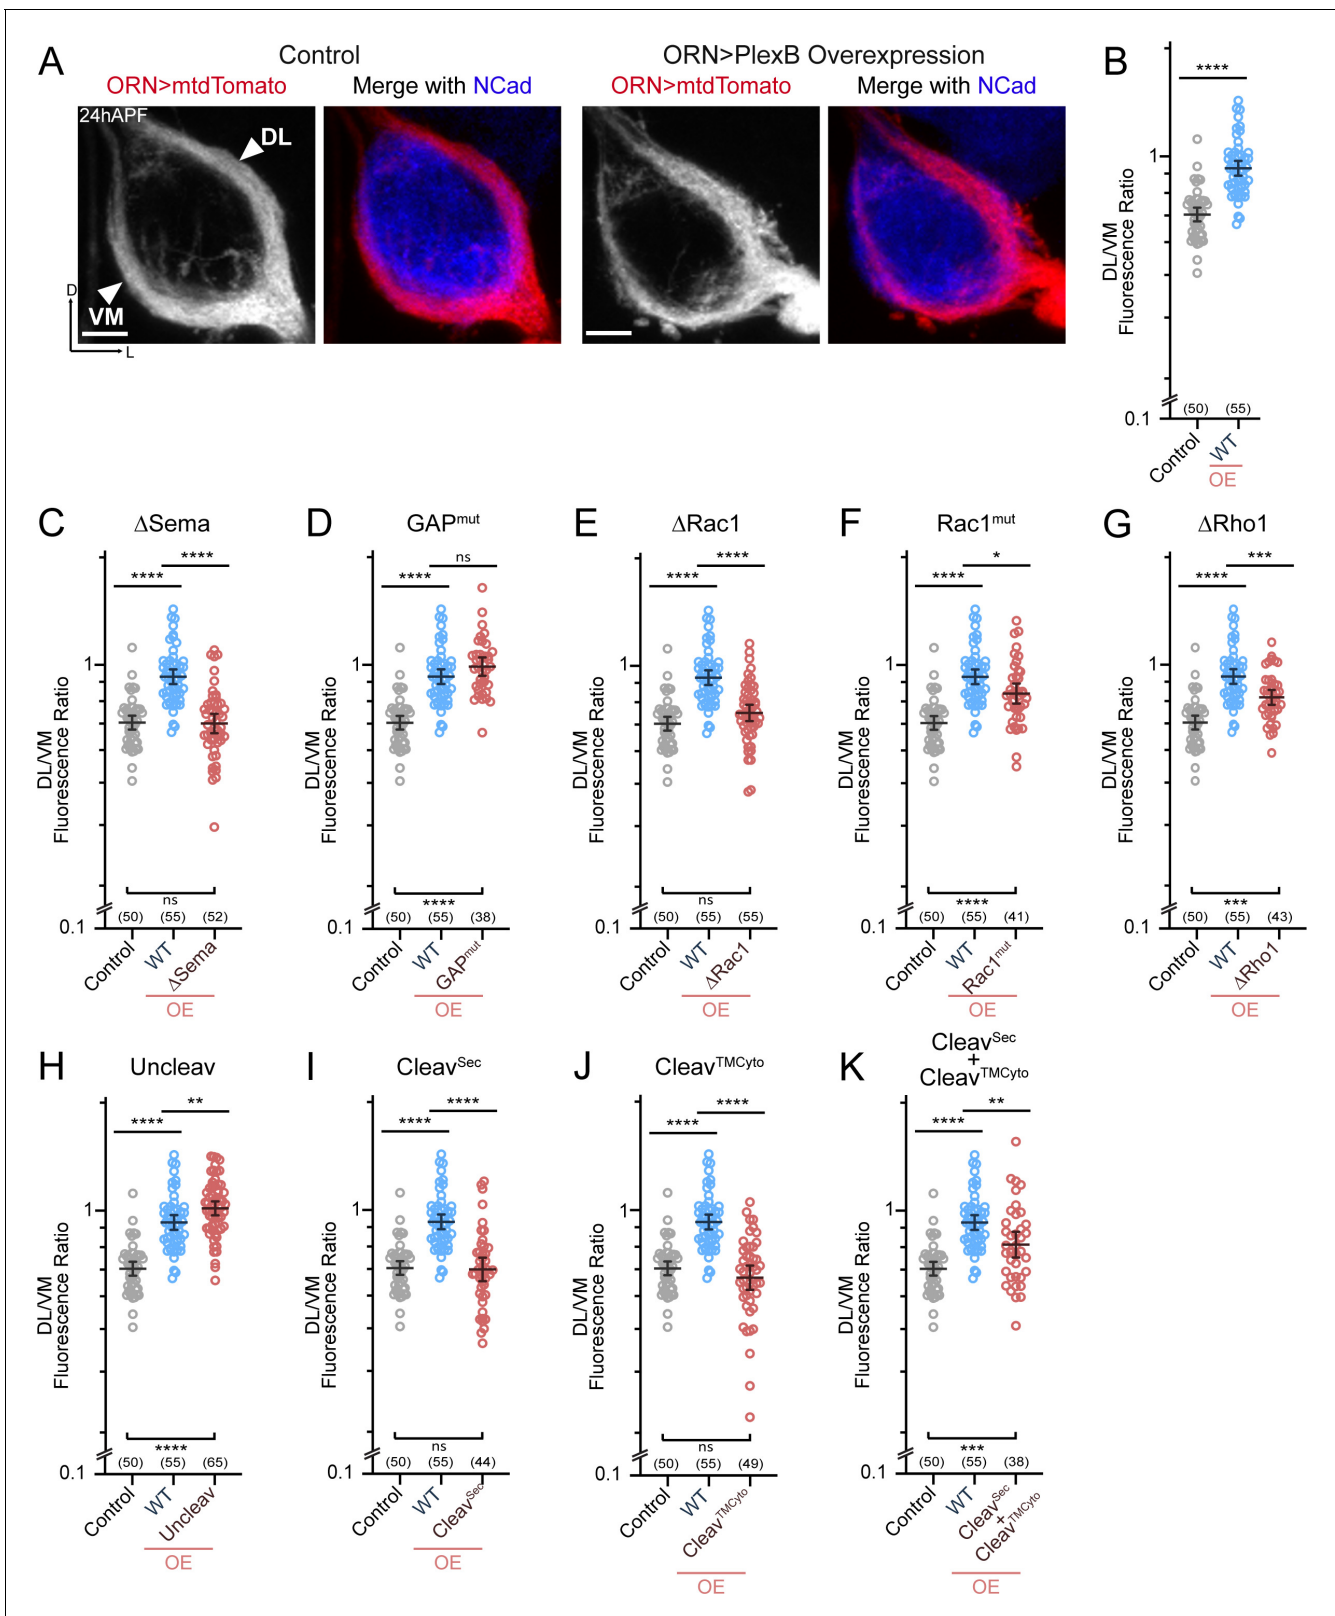 A
Control
ORN>PlexB Overexpression
ORN>mtdTomato
Merge with NCad
ORN>mtdTomato
Merge with NCad
24hAPF
DL
VM
D
L
B
****
DL/VM
Fluorescence Ratio
1
0.1
(50) (55)
Control
WT
OE
C
ΔSema
****
****
DL/VM
Fluorescence Ratio
1
ns
0.1
(50) (55) (52)
Control
WT
ΔSema
OE
D
GAPmut
ns
****
DL/VM
Fluorescence Ratio
1
****
0.1
(50) (55) (38)
Control
WT
GAPmut
OE
E
ΔRac1
****
****
DL/VM
Fluorescence Ratio
1
ns
0.1
(50) (55) (55)
Control
WT
ΔRac1
OE
F
Rac1mut
*
****
DL/VM
Fluorescence Ratio
1
****
0.1
(50) (55) (41)
Control
WT
Rac1mut
OE
G
ΔRho1
***
****
DL/VM
Fluorescence Ratio
1
***
0.1
(50) (55) (43)
Control
WT
ΔRho1
OE
H
Uncleav
**
****
DL/VM
Fluorescence Ratio
1
****
0.1
(50) (55) (65)
Control
WT
Uncleav
OE
I
CleavSec
****
****
DL/VM
Fluorescence Ratio
1
ns
0.1
(50) (55) (44)
Control
WT
CleavSec
OE
J
CleavTMCyto
****
****
DL/VM
Fluorescence Ratio
1
ns
0.1
(50) (55) (49)
Control
WT
CleavTMCyto
OE
K
CleavSec
+
CleavTMCyto
**
****
DL/VM
Fluorescence Ratio
1
***
0.1
(50) (55) (38)
Control
WT
CleavSec
+
CleavTMCyto
OE